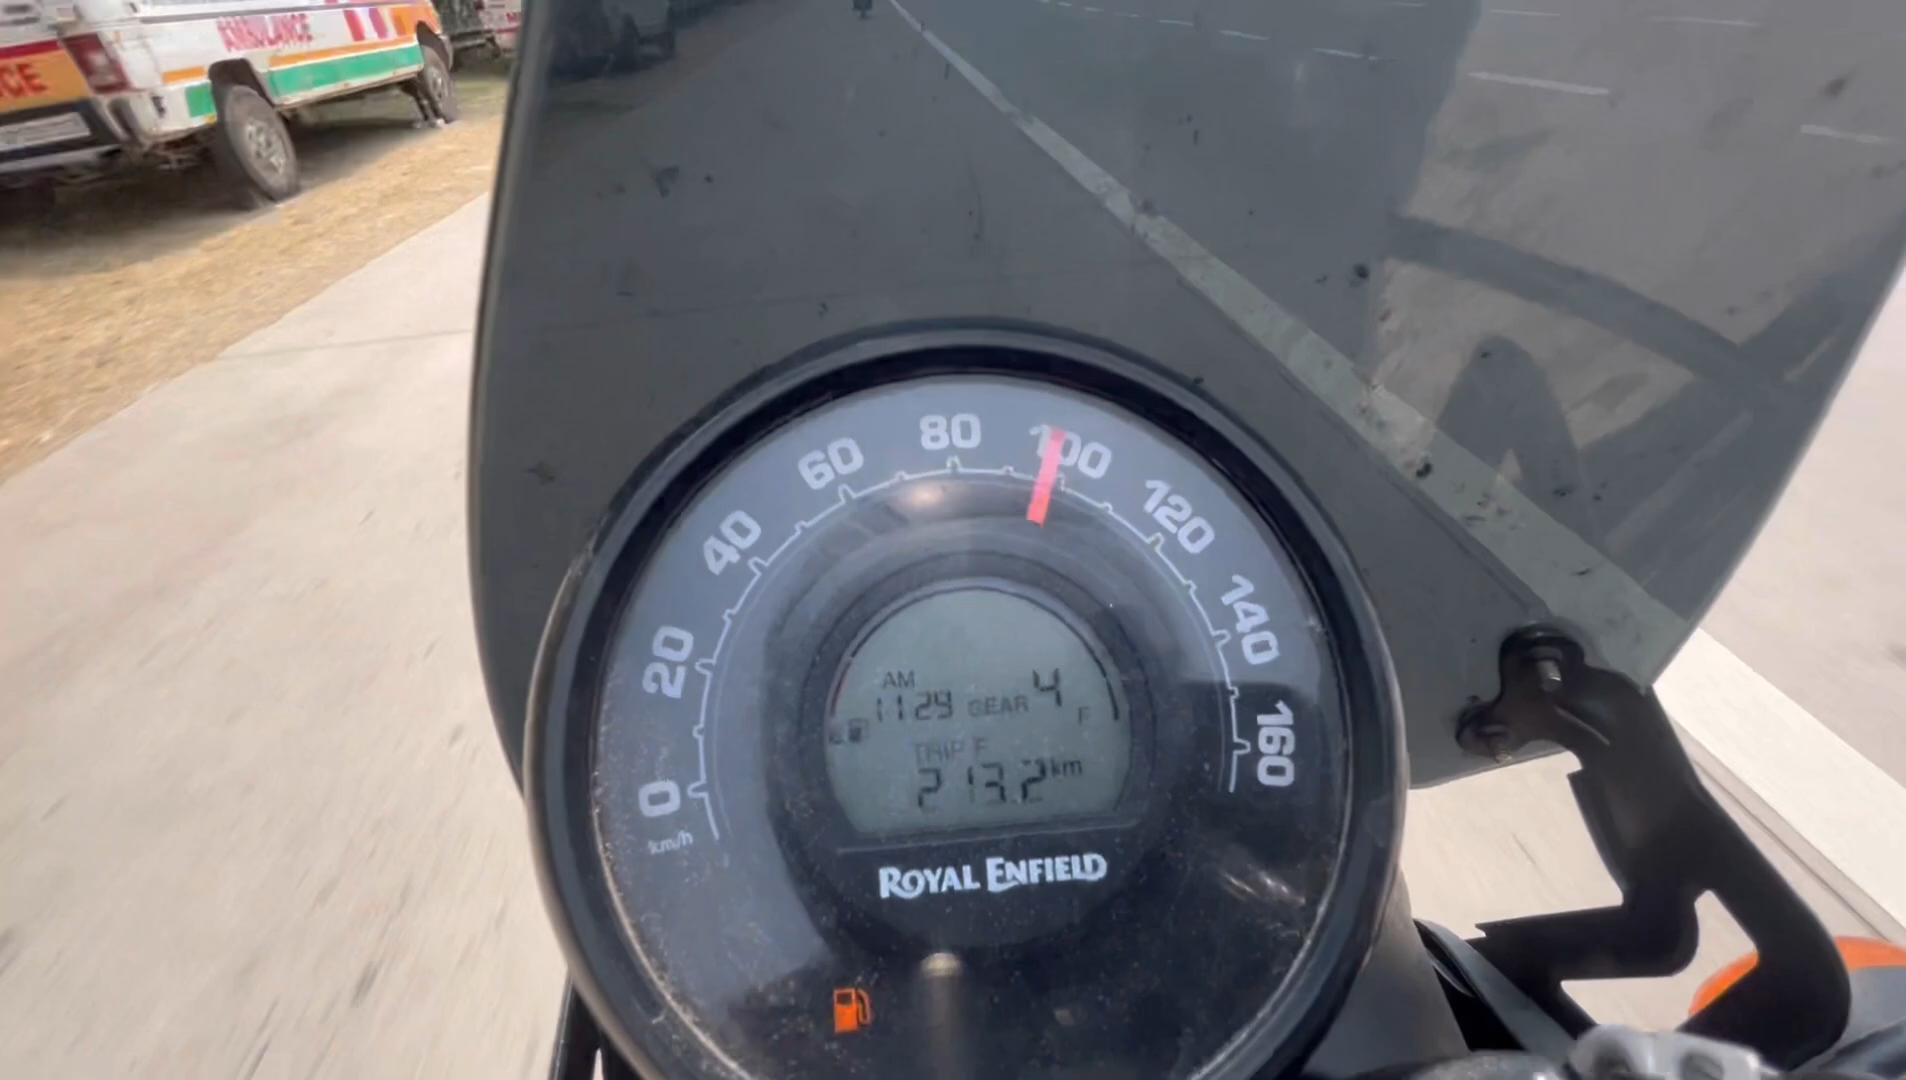 AMBULANCE
CE
0
20
40
60
80
100
120
140
160
km/h
AM
11 29 GEAR 4
F
TRIP F
213.2 km
ROYAL ENFIELD